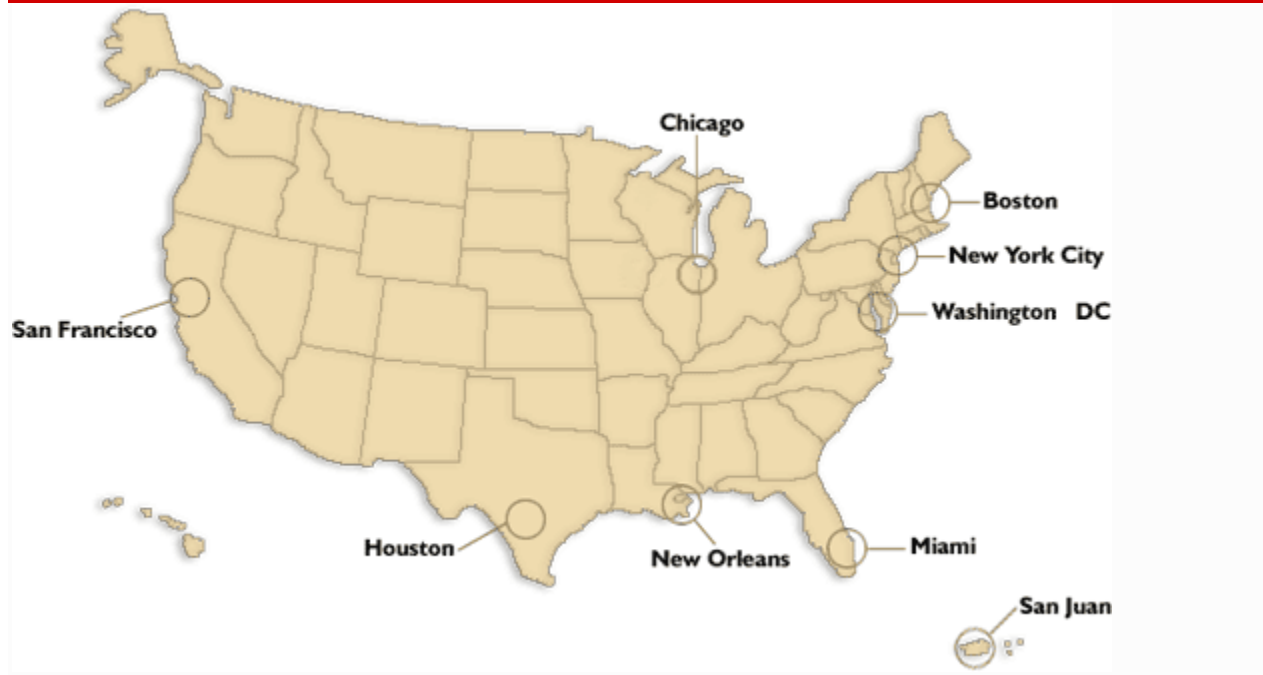 Chicago
Boston
New York City
Washington DC
San Francisco
Houston
New Orleans
Miami
San Juan